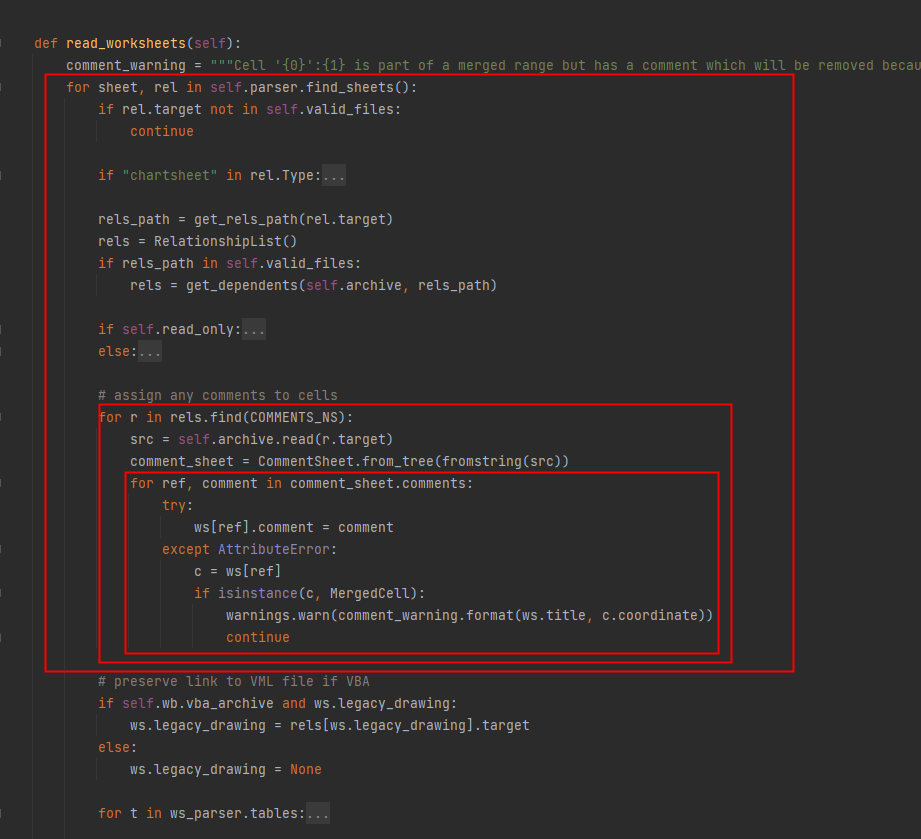 def read_worksheets(self):
comment_warning = """Cell '{0}':{1} is part of a merged range but has a comment which will be removed becau
for sheet, rel in self.parser.find_sheets():
if rel.target not in self.valid_files:
continue
if "chartsheet" in rel.Type:...
rels_path = get_rels_path(rel.target)
rels = RelationshipList()
if rels_path in self.valid_files:
rels = get_dependents(self.archive, rels_path)
if self.read_only:...
else:...
# assign any comments to cells
for r in rels.find(COMMENTS_NS):
src = self.archive.read(r.target)
comment_sheet = CommentSheet.from_tree(fromstring(src))
for ref, comment in comment_sheet.comments:
try:
ws[ref].comment = comment
except AttributeError:
c = ws[ref]
if isinstance(c, MergedCell):
warnings.warn(comment_warning.format(ws.title, c.coordinate))
continue
# preserve link to VML file if VBA
if self.wb.vba_archive and ws.legacy_drawing:
ws.legacy_drawing = rels[ws.legacy_drawing].target
else:
ws.legacy_drawing = None
for t in ws_parser.tables:...